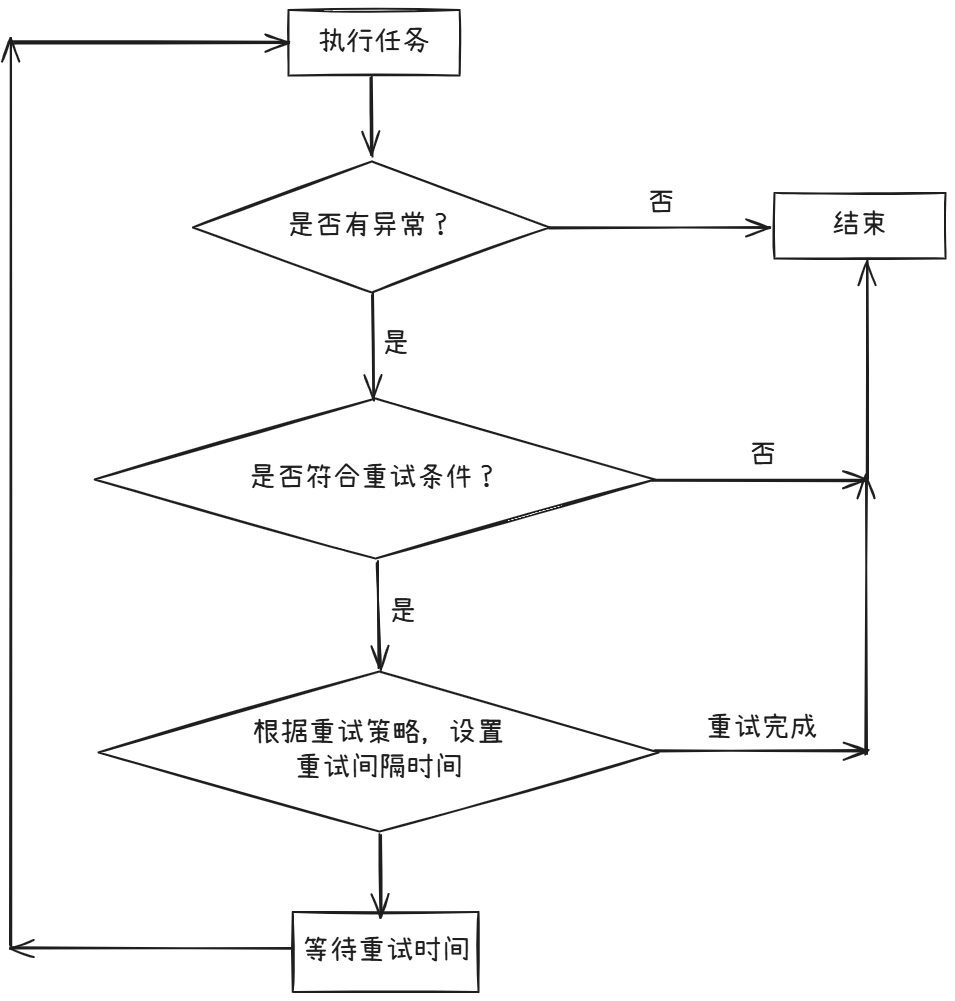 执行任务
是否有异常？
否
结束
是
是否符合重试条件？
否
是
根据重试策略，设置
重试间隔时间
重试完成
等待重试时间